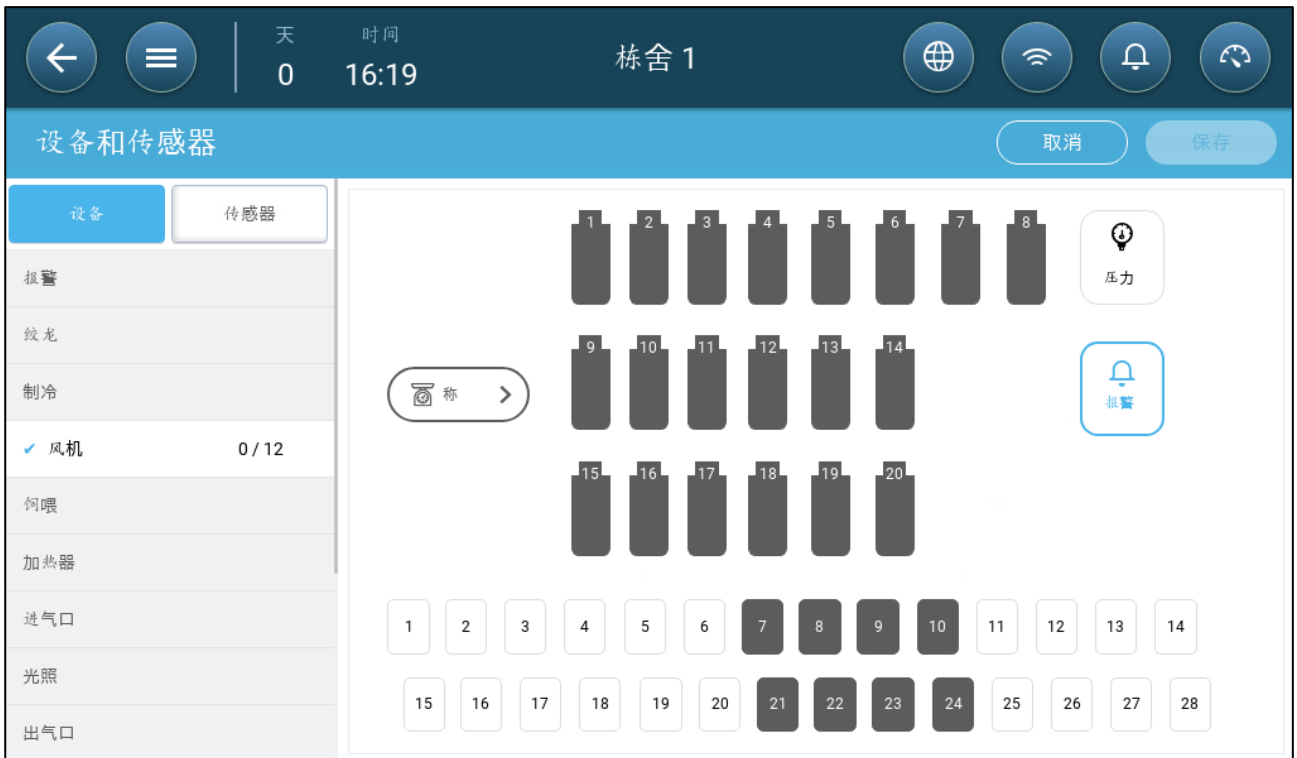 天 时间
0 16:19 栋舍 1
设备和传感器 取消 保存
设备 传感器
报警
绞龙
制冷
✔ 风机 0 / 12
饲喂
加热器
进气口
光照
出气口
1 2 3 4 5 6 7 8
压力
9 10 11 12 13 14
称
报警
15 16 17 18 19 20
1 2 3 4 5 6 7 8 9 10 11 12 13 14
15 16 17 18 19 20 21 22 23 24 25 26 27 28